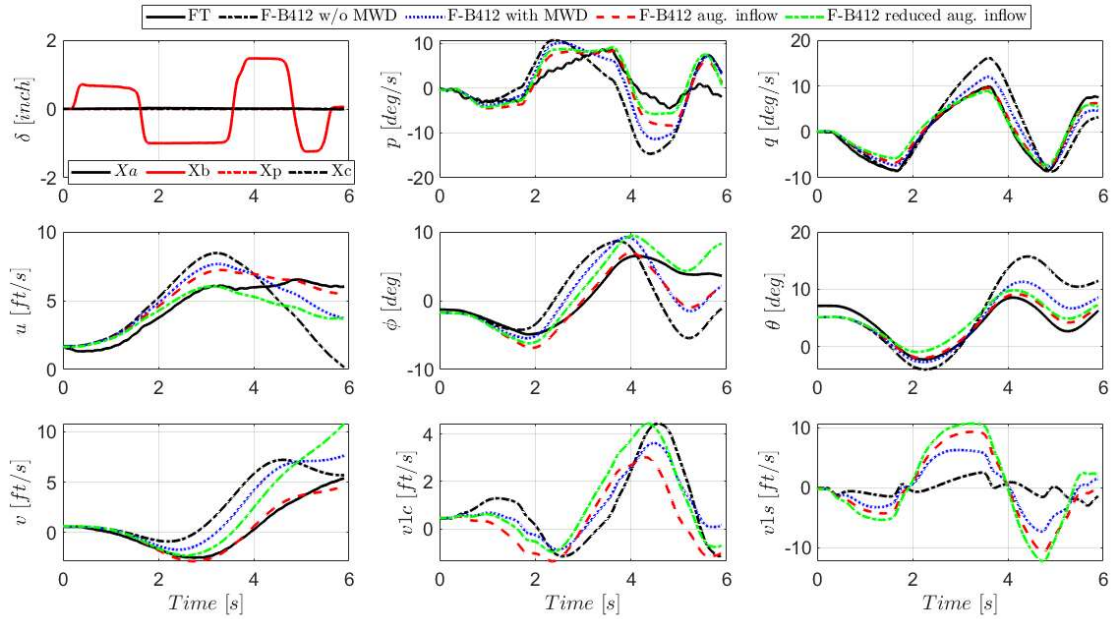 FT F-B412 w/o MWD F-B412 with MWD F-B412 aug. inflow F-B412 reduced aug. inflow
δ [inch]
2
0
-2
Xa Xb Xp Xc
0 2 4 6
p [deg/s]
10
0
-10
-20
0 2 4 6
q [deg/s]
20
10
0
-10
0 2 4 6
u [ft/s]
10
5
0
0 2 4 6
ϕ [deg]
10
0
-10
0 2 4 6
θ [deg]
20
10
0
0 2 4 6
v [ft/s]
10
5
0
0 2 4 6
Time [s]
v1c [ft/s]
4
2
0
0 2 4 6
Time [s]
v1s [ft/s]
10
0
-10
0 2 4 6
Time [s]